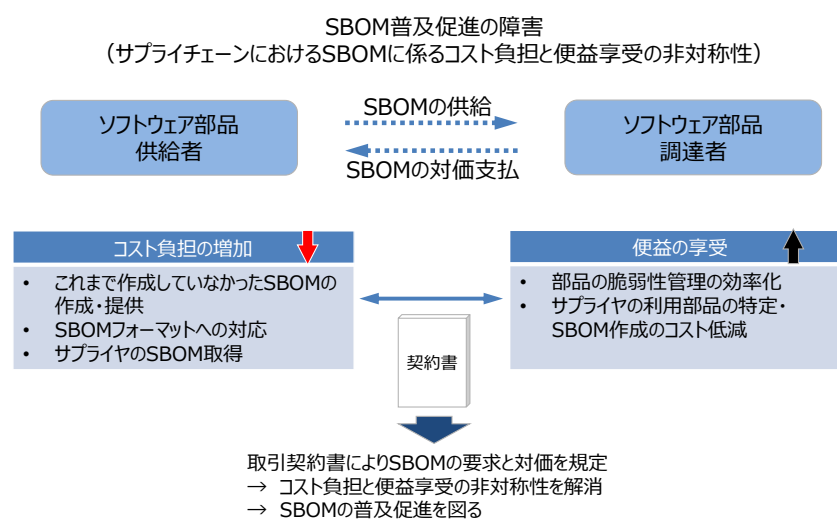 SBOM普及促進の障害
(サプライチェーンにおけるSBOMに係るコスト負担と便益享受の非対称性)
ソフトウェア部品
供給者
SBOMの供給
SBOMの対価支払
ソフトウェア部品
調達者
コスト負担の増加
• これまで作成していなかったSBOMの
作成・提供
• SBOMフォーマットへの対応
• サプライヤのSBOM取得
便益の享受
• 部品の脆弱性管理の効率化
• サプライヤの利用部品の特定・
SBOM作成のコスト低減
契約書
取引契約書によりSBOMの要求と対価を規定
→ コスト負担と便益享受の非対称性を解消
→ SBOMの普及促進を図る